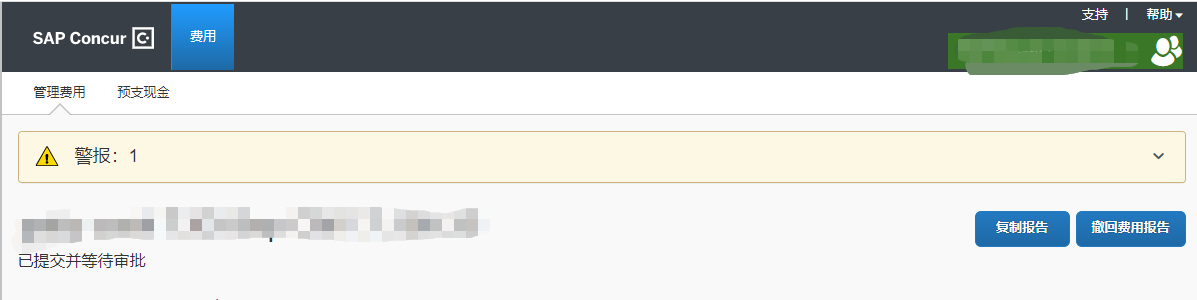 支持 | 帮助
SAP Concur 费用
管理费用 预支现金
警报：1
复制报告 撤回费用报告
已提交并等待审批